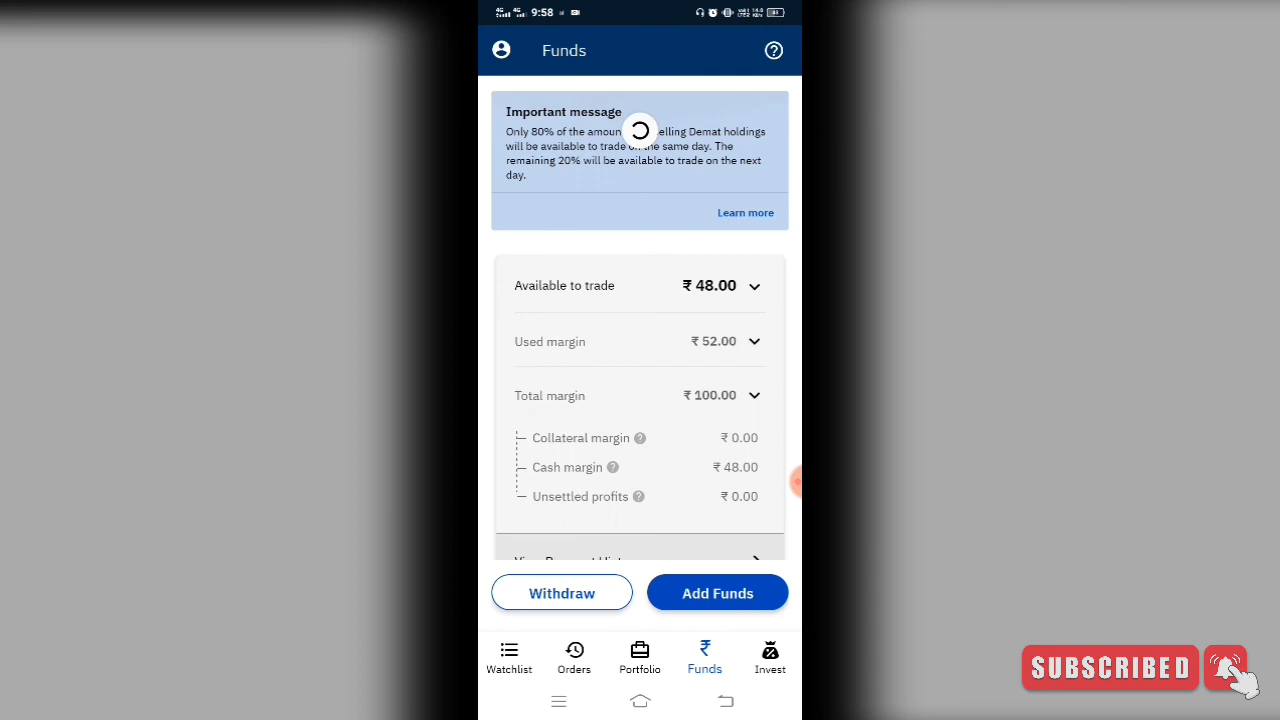 4G 4G 9:58
Funds
Important message
Only 80% of the amoun elling Demat holdings
will be available to trade on the same day. The
remaining 20% will be available to trade on the next
day.
Learn more
Available to trade ₹ 48.00
Used margin ₹ 52.00
Total margin ₹ 100.00
Collateral margin ? ₹ 0.00
Cash margin ? ₹ 48.00
Unsettled profits ? ₹ 0.00
Withdraw Add Funds
Watchlist Orders Portfolio Funds Invest
SUBSCRIBED